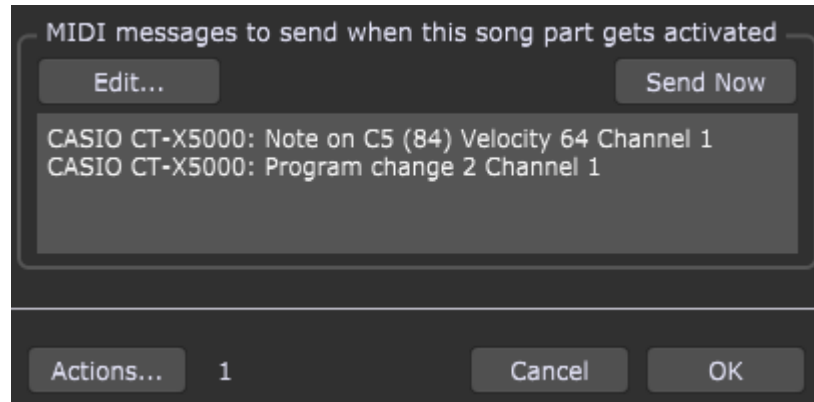 MIDI messages to send when this song part gets activated
Edit...
Send Now
CASIO CT-X5000: Note on C5 (84) Velocity 64 Channel 1
CASIO CT-X5000: Program change 2 Channel 1
Actions...
1
Cancel
OK